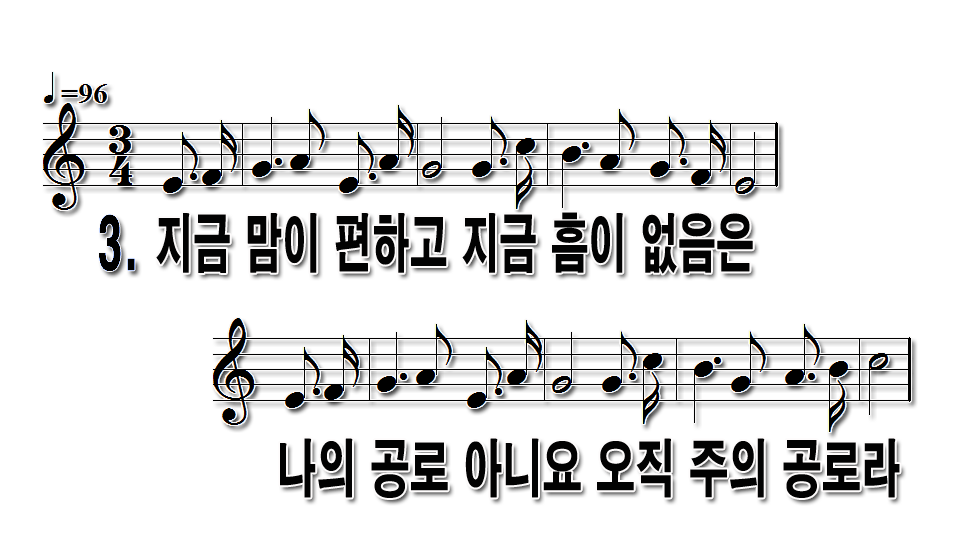 ♩=96
3/4
3. 지금 맘이 편하고 지금 흠이 없음은
나의 공로 아니요 오직 주의 공로라